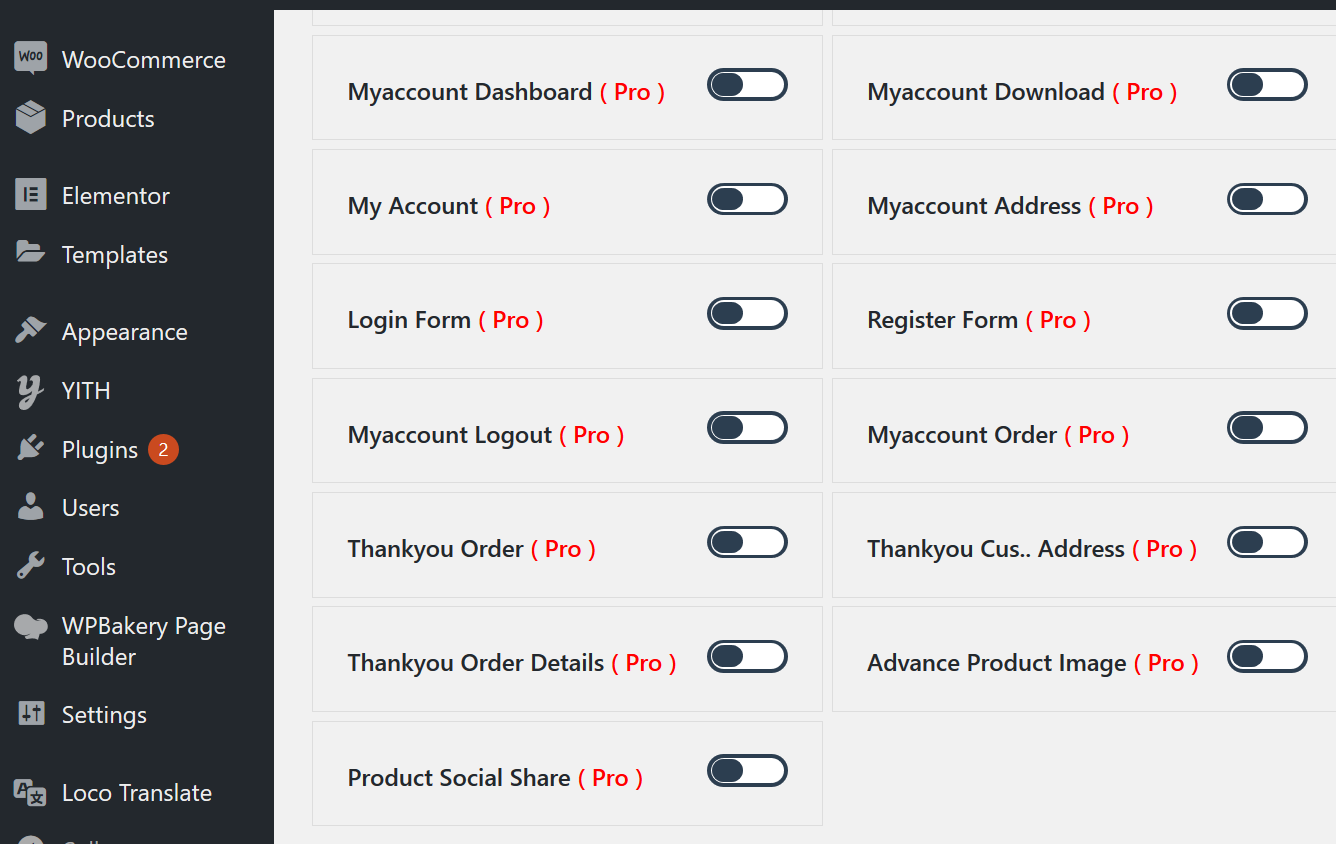 Woo
WooCommerce
Products
Elementor
Templates
Appearance
YITH
Plugins 2
Users
Tools
WPBakery Page
Builder
Settings
Loco Translate
Myaccount Dashboard ( Pro )
Myaccount Download ( Pro )
My Account ( Pro )
Myaccount Address ( Pro )
Login Form ( Pro )
Register Form ( Pro )
Myaccount Logout ( Pro )
Myaccount Order ( Pro )
Thankyou Order ( Pro )
Thankyou Cus.. Address ( Pro )
Thankyou Order Details ( Pro )
Advance Product Image ( Pro )
Product Social Share ( Pro )